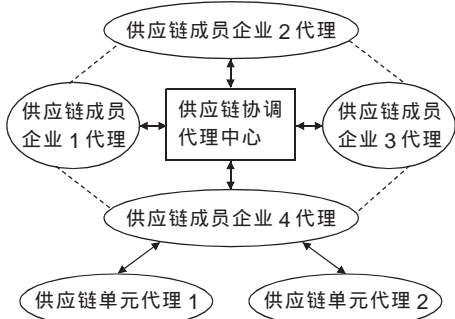 供应链成员企业 2 代理
供应链成员
企业 1 代理
供应链协调
代理中心
供应链成员
企业 3 代理
供应链成员企业 4 代理
供应链单元代理 1
供应链单元代理 2